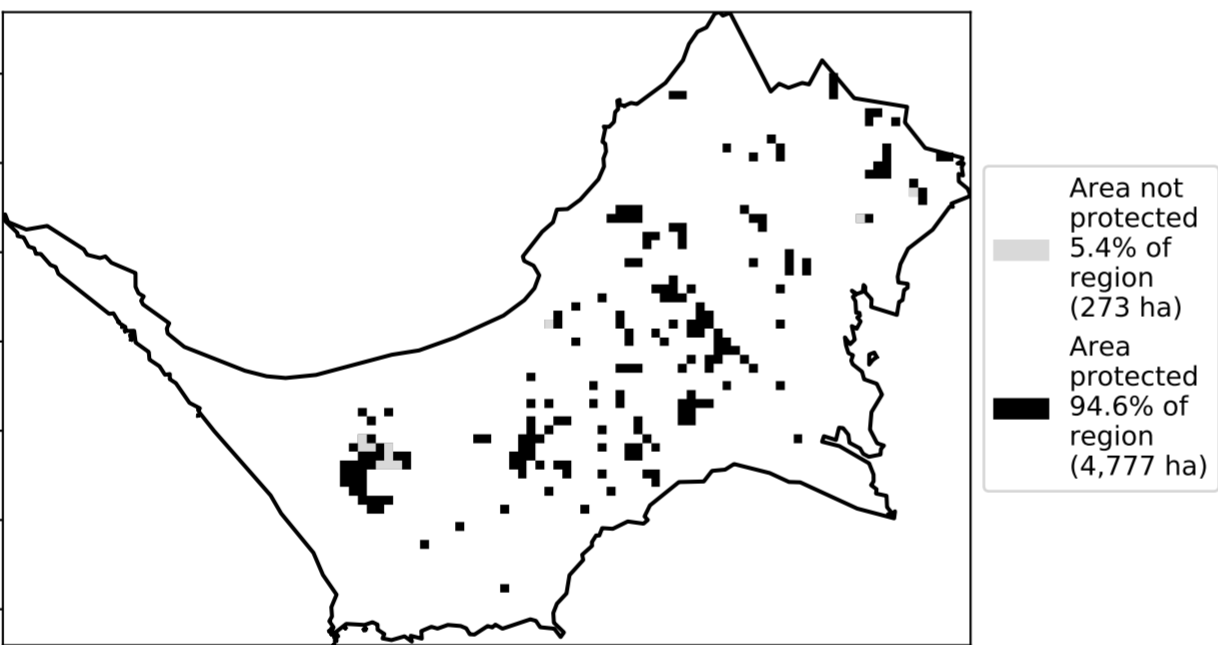 Area not
protected
5.4% of
region
(273 ha)
Area
protected
94.6% of
region
(4,777 ha)